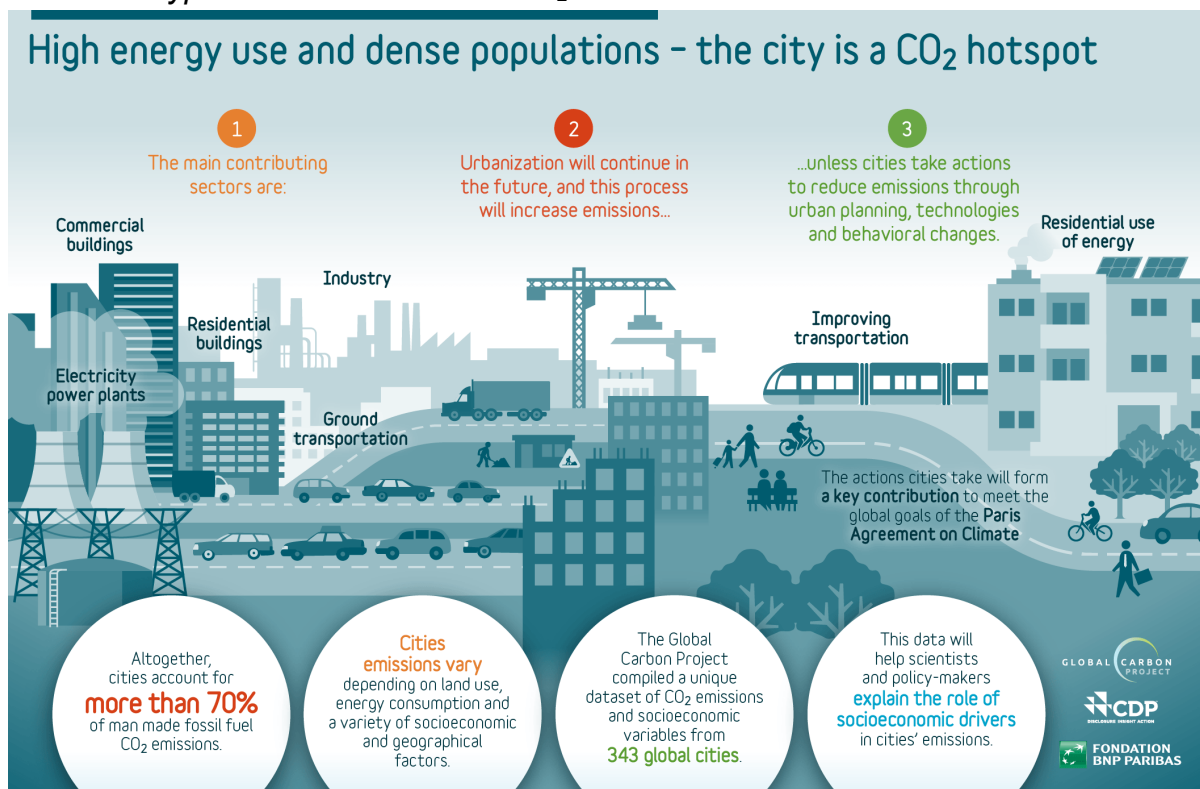 High energy use and dense populations – the city is a CO₂ hotspot
1
The main contributing
sectors are:
2
Urbanization will continue in
the future, and this process
will increase emissions...
3
...unless cities take actions
to reduce emissions through
urban planning, technologies
and behavioral changes.
Commercial
buildings
Residential use
of energy
Industry
Residential
buildings
Improving
transportation
Electricity
power plants
Ground
transportation
The actions cities take will form
a key contribution to meet the
global goals of the Paris
Agreement on Climate
Altogether,
cities account for
more than 70%
of man made fossil fuel
CO₂ emissions.
Cities
emissions vary
depending on land use,
energy consumption and
a variety of socioeconomic
and geographical
factors.
The Global
Carbon Project
compiled a unique
dataset of CO₂ emissions
and socioeconomic
variables from
343 global cities.
This data will
help scientists
and policy-makers
explain the role of
socioeconomic drivers
in cities' emissions.
GLOBAL CARBON
PROJECT
CDP
DISCLOSURE INSIGHT ACTION
FONDATION
BNP PARIBAS